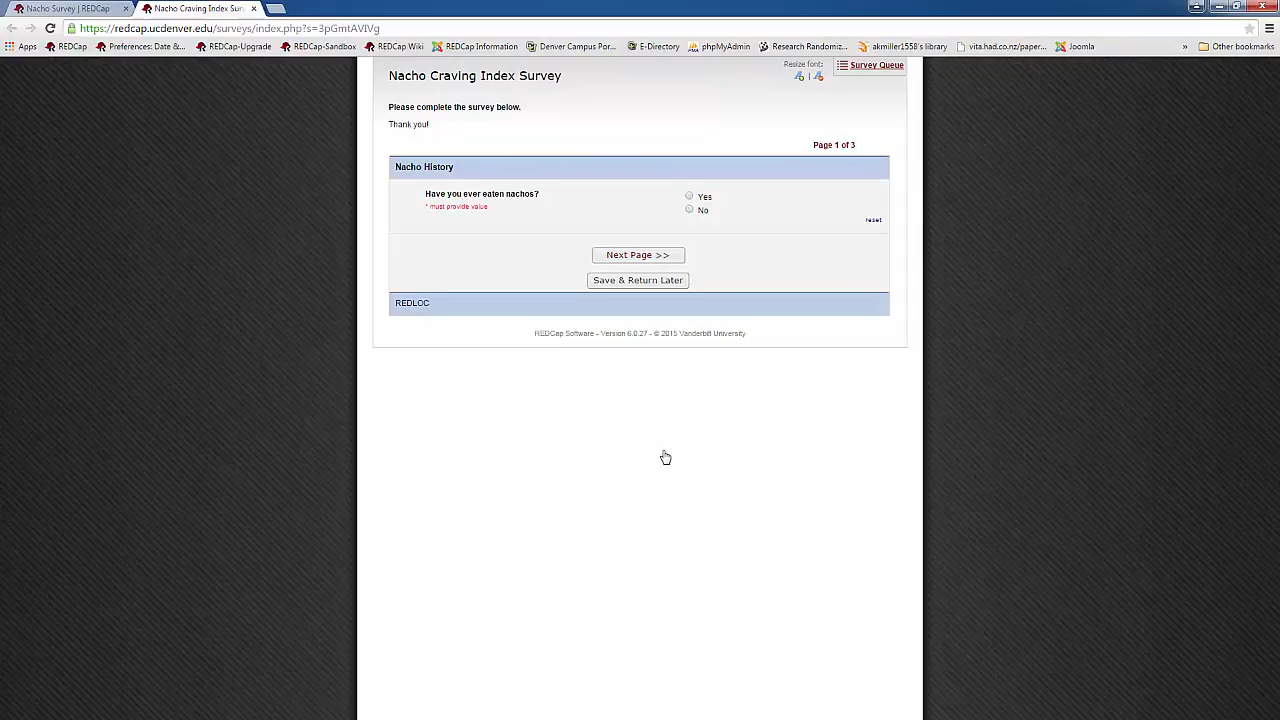 Nacho Survey | REDCap
Nacho Craving Index Surv
https://redcap.ucdenver.edu/surveys/index.php?s=3pGmtAVIVg
Apps REDCap Preferences: Date &... REDCap-Upgrade REDCap-Sandbox REDCap Wiki REDCap Information Denver Campus Por... E-Directory phpMyAdmin Research Randomiz... akmiller1558's library vita.had.co.nz/paper... Joomla » Other bookmarks
Resize font:
Survey Queue
Nacho Craving Index Survey
Please complete the survey below.
Thank you!
Page 1 of 3
Nacho History
Have you ever eaten nachos?
* must provide value
Yes
No
reset
Next Page >>
Save & Return Later
REDLOC
REDCap Software - Version 6.0.27 - © 2015 Vanderbilt University